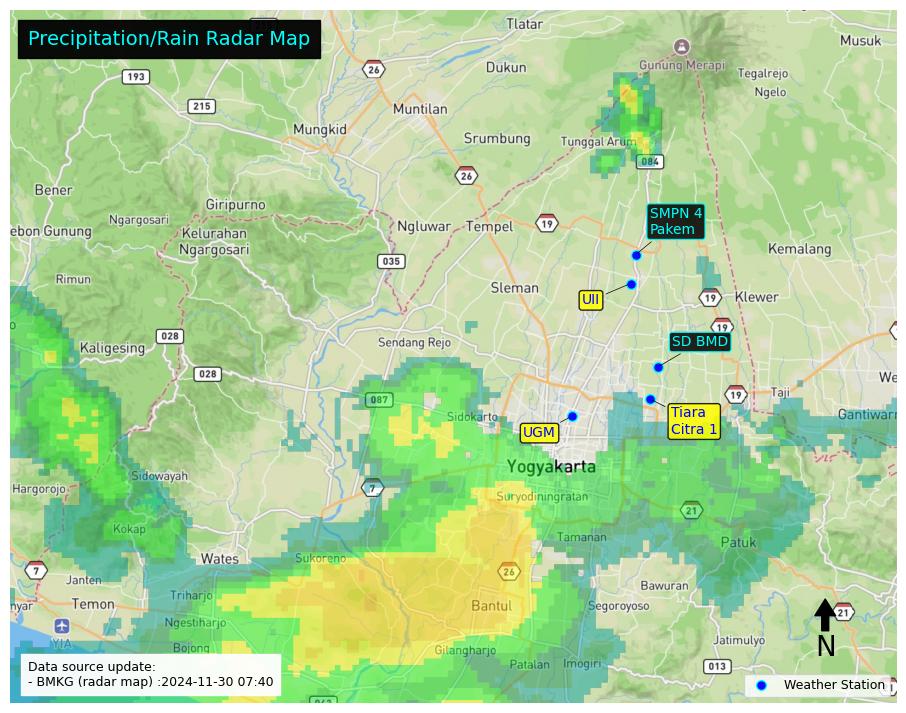 Precipitation/Rain Radar Map
Tlatar
Musuk
26
193
Dukun
Gunung Merapi
Tegalrejo
Ngelo
215
Muntilan
Mungkid
Srumbung
Tunggal Arum
084
26
Bener
Giripurno
Ngargosari
SMPN 4
Pakem
ebon Gunung
Kelurahan
Ngargosari
Ngluwar
Tempel
19
Kemalang
035
Rimun
Sleman
UII
19
Klewer
19
028
Kaligesing
Sendang Rejo
SD BMD
028
We
087
19
Taji
Sidokarto
Tiara
Citra 1
Gantiwarn
UGM
Yogyakarta
Sidowayah
Hargorojo
7
Suryodiningratan
21
Kokap
Tamanan
Patuk
Wates
Sukoreno
7
26
Janten
Bawuran
Triharjo
nyar
Temon
Bantul
Segoroyoso
21
Ngestiharjo
YIA
Jatimulyo
Bojong
Gilangharjo
N
Patalan
Imogiri
013
Data source update:
- BMKG (radar map) :2024-11-30 07:40
Weather Station